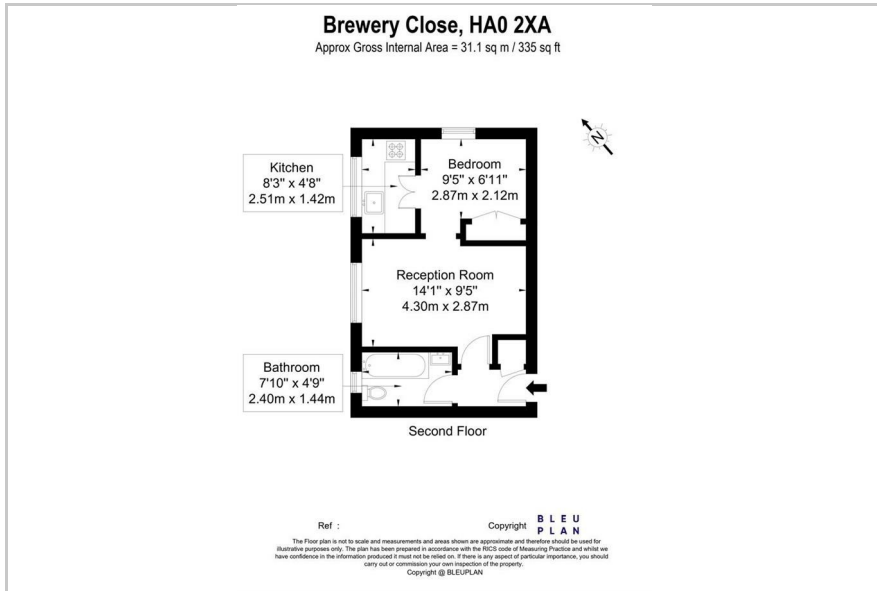 Brewery Close, HA0 2XA
Approx Gross Internal Area = 31.1 sq m / 335 sq ft
N
Kitchen
8'3" x 4'8"
2.51m x 1.42m
Bedroom
9'5" x 6'11"
2.87m x 2.12m
Reception Room
14'1" x 9'5"
4.30m x 2.87m
Bathroom
7'10" x 4'9"
2.40m x 1.44m
Second Floor
Ref :
Copyright
BLEU
PLAN
The Floor plan is not to scale and measurements and areas shown are approximate and therefore should be used for
illustrative purposes only. The plan has been prepared in accordance with the RICS code of Measuring Practice and whilst we
have confidence in the information produced it must not be relied on. If there is any aspect of particular importance, you should
carry out or commission your own inspection of the property.
Copyright @ BLEUPLAN